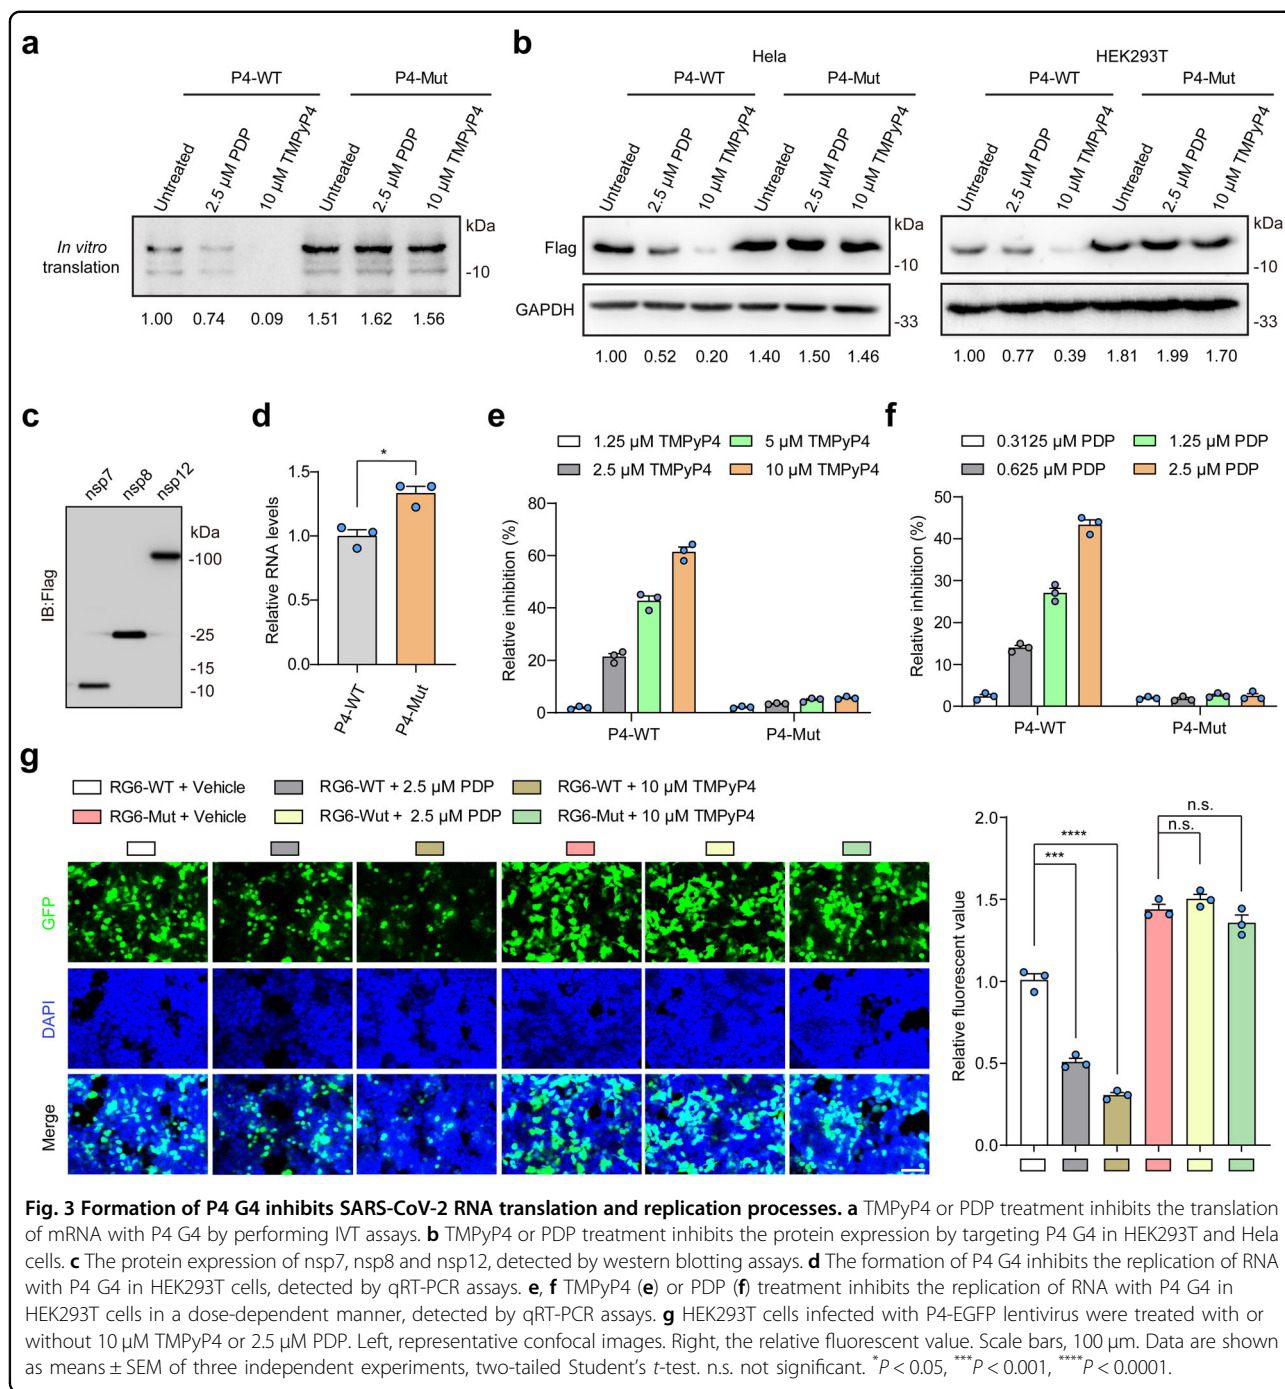 a
P4-WT
P4-Mut
Untreated
2.5 µM PDP
10 µM TMPyP4
Untreated
2.5 µM PDP
10 µM TMPyP4
kDa
In vitro
translation
-10
1.00 0.74 0.09 1.51 1.62 1.56
b
Hela
HEK293T
P4-WT
P4-Mut
P4-WT
P4-Mut
Untreated
2.5 µM PDP
10 µM TMPyP4
Untreated
2.5 µM PDP
10 µM TMPyP4
kDa
Untreated
2.5 µM PDP
10 µM TMPyP4
Untreated
2.5 µM PDP
10 µM TMPyP4
kDa
Flag
-10
-10
GAPDH
-33
-33
1.00 0.52 0.20 1.40 1.50 1.46
1.00 0.77 0.39 1.81 1.99 1.70
c
nsp7
nsp8
nsp12
kDa
-100
IB:Flag
-25
-15
-10
d
*
Relative RNA levels
1.5
1.0
0.5
0.0
P4-WT
P4-Mut
e
1.25 µM TMPyP4
5 µM TMPyP4
2.5 µM TMPyP4
10 µM TMPyP4
Relative inhibition (%)
80
60
40
20
0
P4-WT
P4-Mut
f
0.3125 µM PDP
1.25 µM PDP
0.625 µM PDP
2.5 µM PDP
Relative inhibition (%)
50
40
30
20
10
0
P4-WT
P4-Mut
g
RG6-WT + Vehicle
RG6-WT + 2.5 µM PDP
RG6-WT + 10 µM TMPyP4
RG6-Mut + Vehicle
RG6-Wut + 2.5 µM PDP
RG6-Mut + 10 µM TMPyP4
GFP
DAPI
Merge
Relative fluorescent value
2.0
1.5
1.0
0.5
0.0
***
****
n.s.
n.s.
Fig. 3 Formation of P4 G4 inhibits SARS-CoV-2 RNA translation and replication processes. a TMPyP4 or PDP treatment inhibits the translation
of mRNA with P4 G4 by performing IVT assays. b TMPyP4 or PDP treatment inhibits the protein expression by targeting P4 G4 in HEK293T and Hela
cells. c The protein expression of nsp7, nsp8 and nsp12, detected by western blotting assays. d The formation of P4 G4 inhibits the replication of RNA
with P4 G4 in HEK293T cells, detected by qRT-PCR assays. e, f TMPyP4 (e) or PDP (f) treatment inhibits the replication of RNA with P4 G4 in
HEK293T cells in a dose-dependent manner, detected by qRT-PCR assays. g HEK293T cells infected with P4-EGFP lentivirus were treated with or
without 10 µM TMPyP4 or 2.5 µM PDP. Left, representative confocal images. Right, the relative fluorescent value. Scale bars, 100 µm. Data are shown
as means ± SEM of three independent experiments, two-tailed Student's t-test. n.s. not significant. *P < 0.05, ***P < 0.001, ****P < 0.0001.